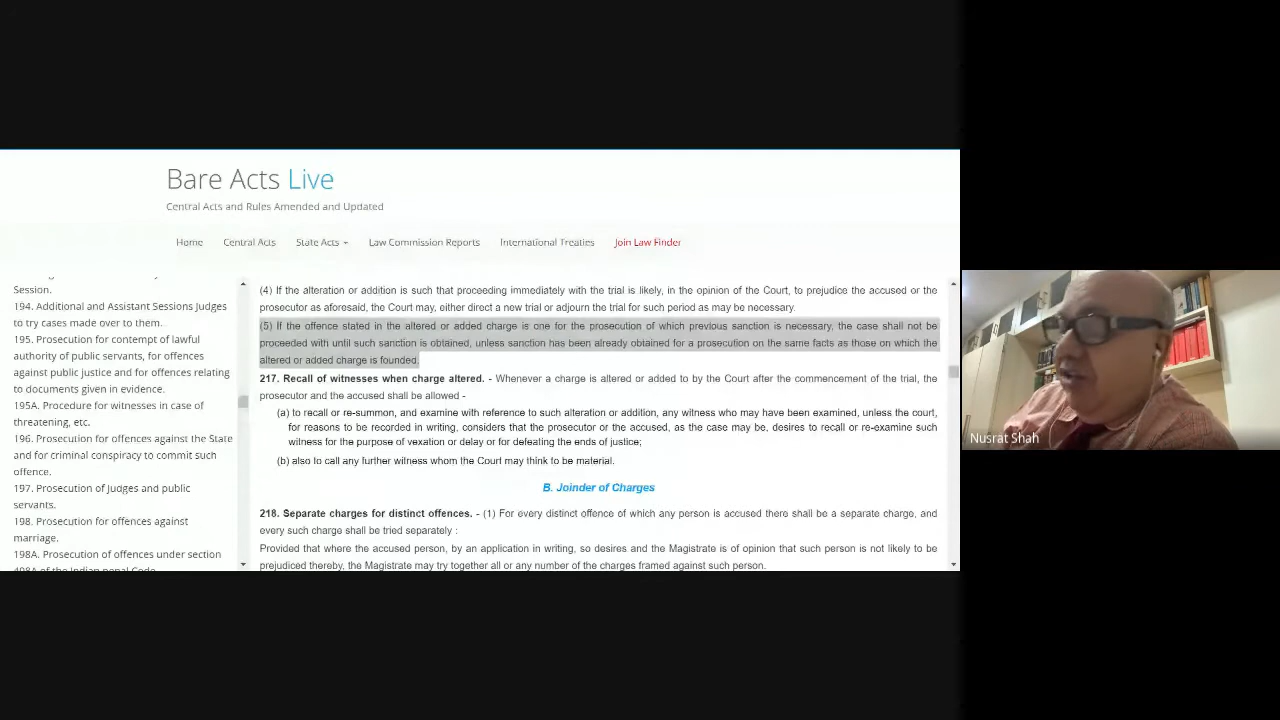 Bare Acts Live
Central Acts and Rules Amended and Updated
Home Central Acts State Acts Law Commission Reports International Treaties Join Law Finder
Session.
194. Additional and Assistant Sessions Judges
to try cases made over to them.
195. Prosecution for contempt of lawful
authority of public servants, for offences
against public justice and for offences relating
to documents given in evidence.
195A. Procedure for witnesses in case of
threatening, etc.
196. Prosecution for offences against the State
and for criminal conspiracy to commit such
offence.
197. Prosecution of Judges and public
servants.
198. Prosecution for offences against
marriage.
198A. Prosecution of offences under section
498A of the Indian penal Code
(4) If the alteration or addition is such that proceeding immediately with the trial is likely, in the opinion of the Court, to prejudice the accused or the
prosecutor as aforesaid, the Court may, either direct a new trial or adjourn the trial for such period as may be necessary.
(5) If the offence stated in the altered or added charge is one for the prosecution of which previous sanction is necessary, the case shall not be
proceeded with until such sanction is obtained, unless sanction has been already obtained for a prosecution on the same facts as those on which the
altered or added charge is founded.
217. Recall of witnesses when charge altered. - Whenever a charge is altered or added to by the Court after the commencement of the trial, the
prosecutor and the accused shall be allowed -
(a) to recall or re-summon, and examine with reference to such alteration or addition, any witness who may have been examined, unless the court,
for reasons to be recorded in writing, considers that the prosecutor or the accused, as the case may be, desires to recall or re-examine such
witness for the purpose of vexation or delay or for defeating the ends of justice;
(b) also to call any further witness whom the Court may think to be material.
B. Joinder of Charges
218. Separate charges for distinct offences. - (1) For every distinct offence of which any person is accused there shall be a separate charge, and
every such charge shall be tried separately :
Provided that where the accused person, by an application in writing, so desires and the Magistrate is of opinion that such person is not likely to be
prejudiced thereby, the Magistrate may try together all or any number of the charges framed against such person.
Nusrat Shah